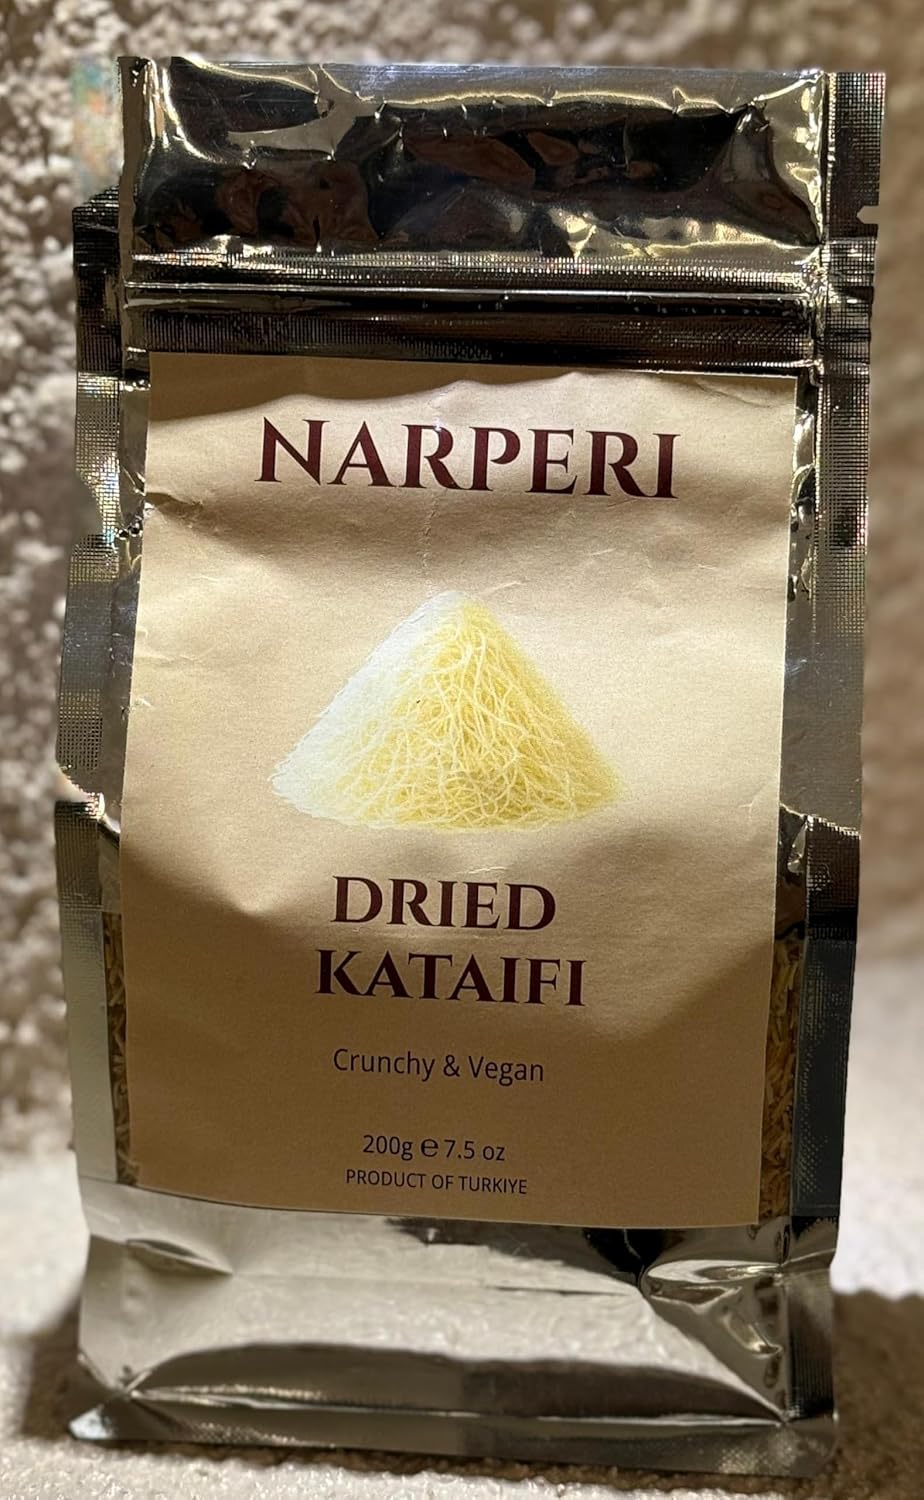 NARPERI
DRIED
KATAIFI
Crunchy & Vegan
200g ℮ 7.5 oz
PRODUCT OF TURKIYE